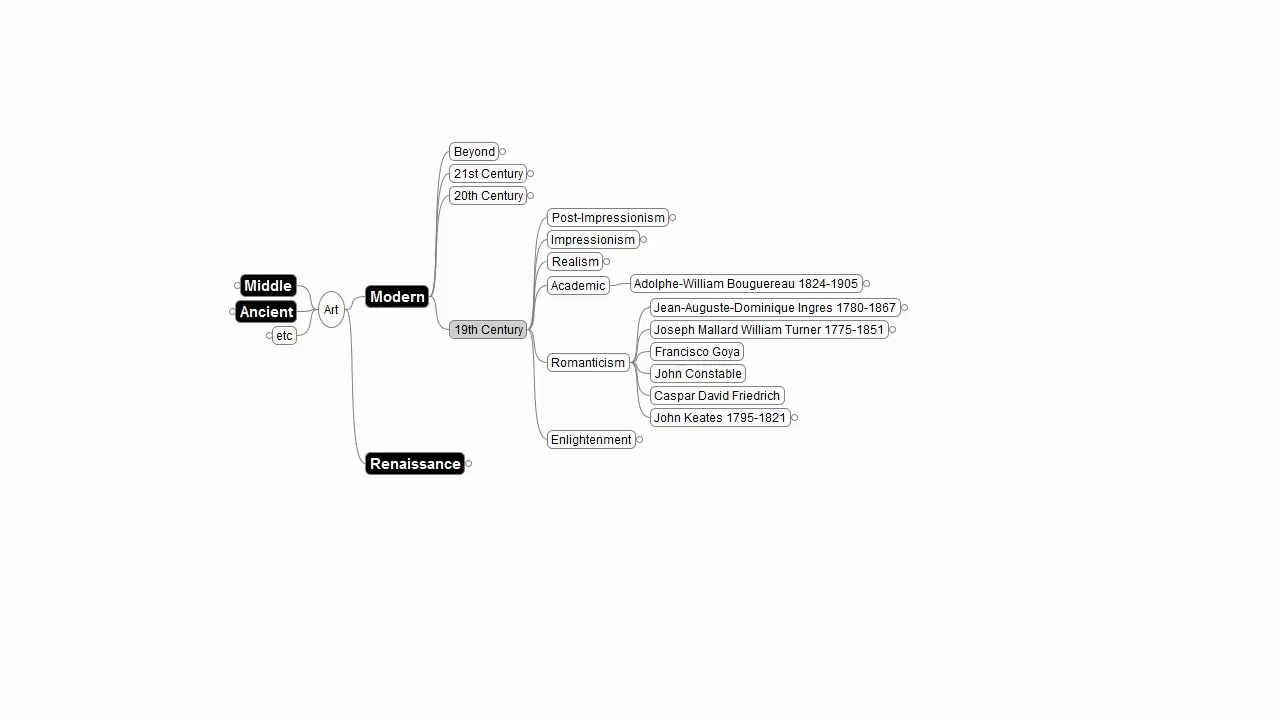 Beyond
21st Century
20th Century
Post-Impressionism
Impressionism
Realism
Middle
Ancient
etc
Art
Modern
19th Century
Academic
Adolphe-William Bouguereau 1824-1905
Jean-Auguste-Dominique Ingres 1780-1867
Joseph Mallard William Turner 1775-1851
Francisco Goya
Romanticism
John Constable
Caspar David Friedrich
John Keates 1795-1821
Enlightenment
Renaissance